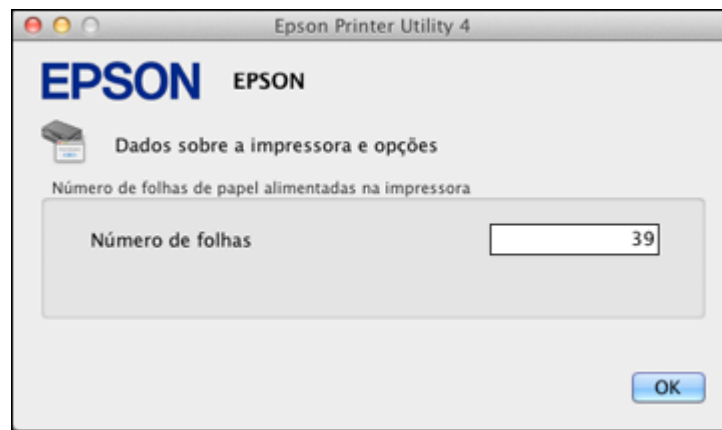 Epson Printer Utility 4
EPSON EPSON
Dados sobre a impressora e opções
Número de folhas de papel alimentadas na impressora
Número de folhas 39
OK